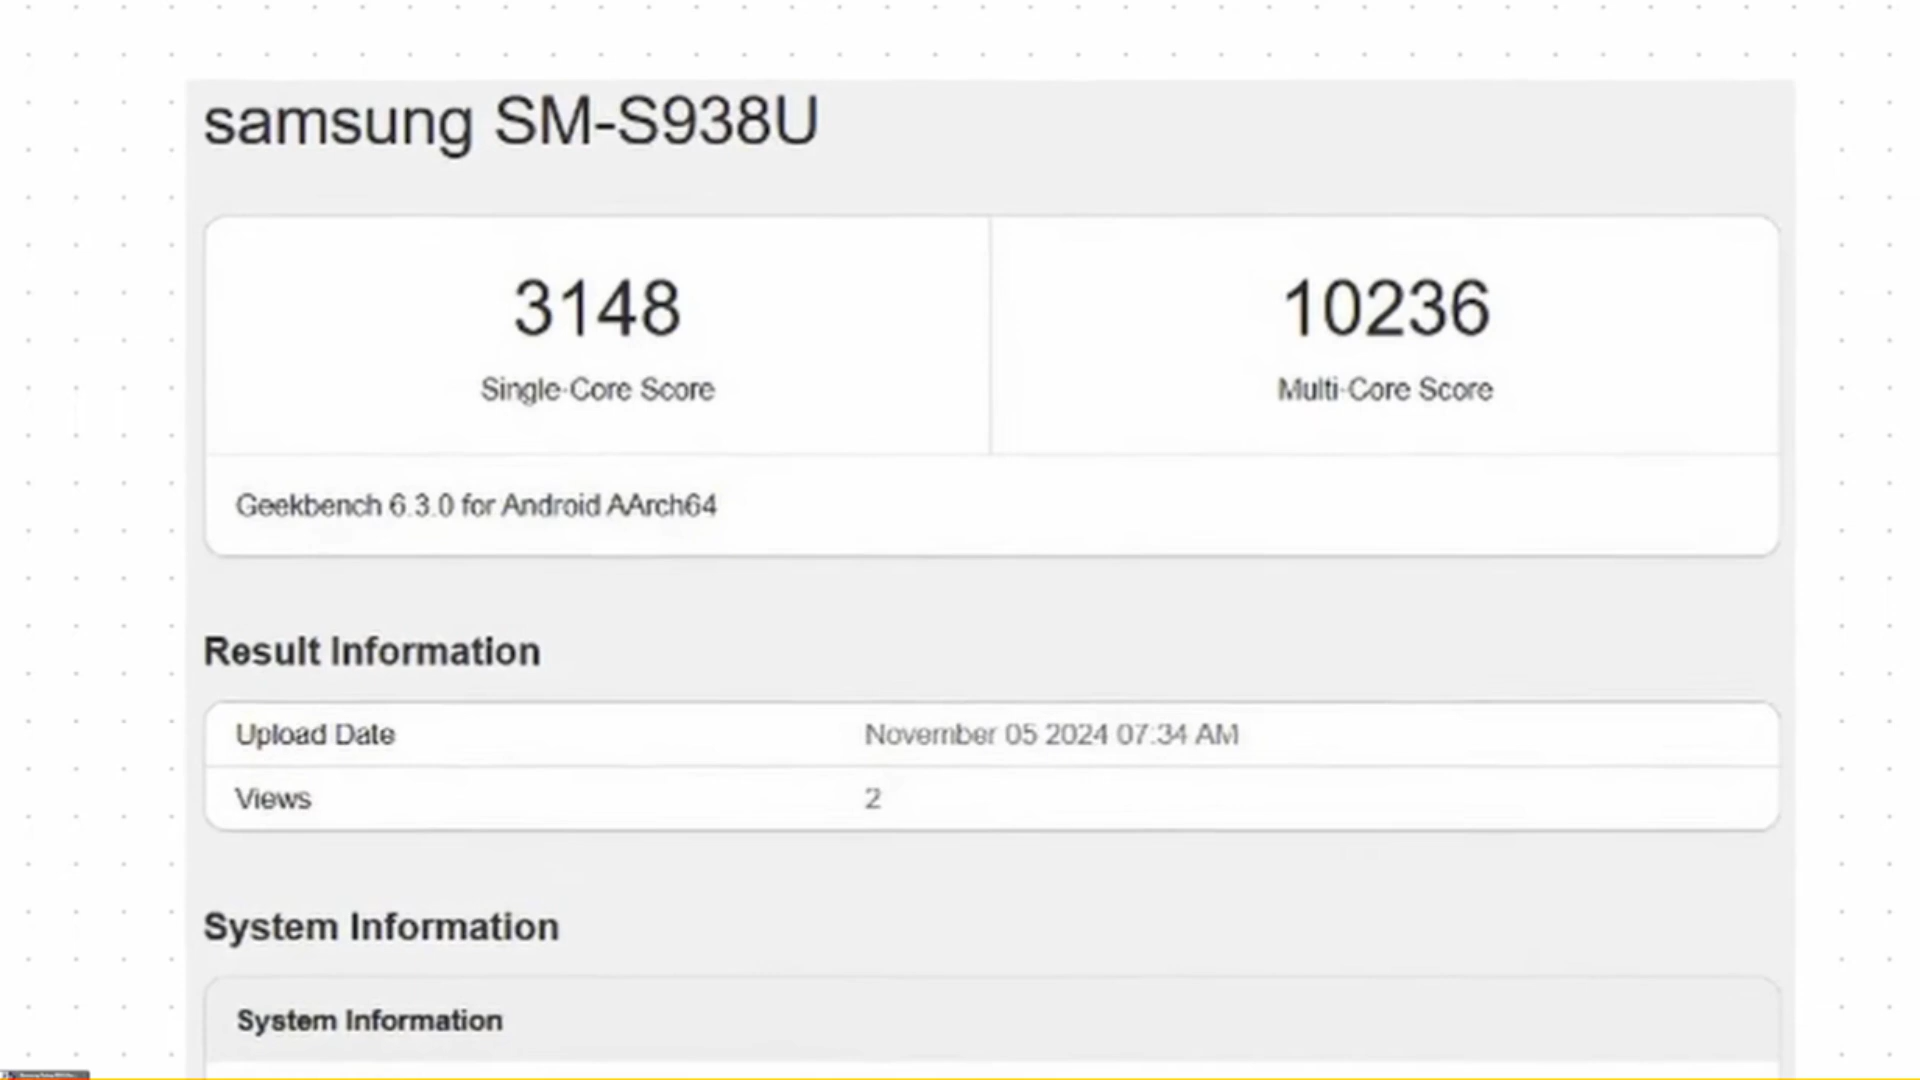 samsung SM-S938U
3148
Single-Core Score
10236
Multi-Core Score
Geekbench 6.3.0 for Android AArch64
Result Information
Upload Date November 05 2024 07:34 AM
Views 2
System Information
System Information